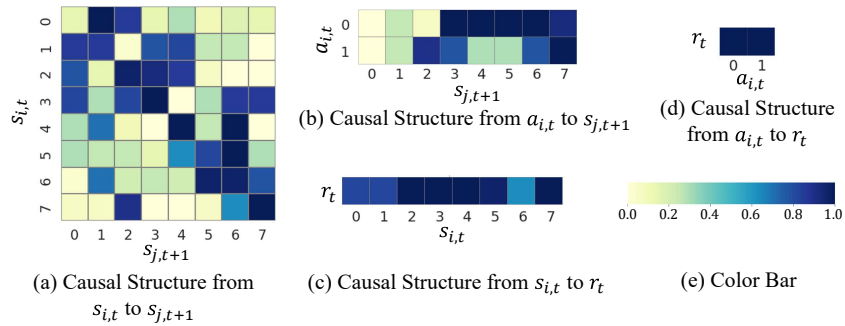 0
1
2
3
4
5
6
7
s_{i,t}
0 1 2 3 4 5 6 7
s_{j,t+1}
(a) Causal Structure from
s_{i,t} to s_{j,t+1}
a_{i,t}
0
1
0 1 2 3 4 5 6 7
s_{j,t+1}
(b) Causal Structure from a_{i,t} to s_{j,t+1}
r_t
0 1 2 3 4 5 6 7
s_{i,t}
(c) Causal Structure from s_{i,t} to r_t
r_t
0 1
a_{i,t}
(d) Causal Structure
from a_{i,t} to r_t
0.0 0.2 0.4 0.6 0.8 1.0
(e) Color Bar